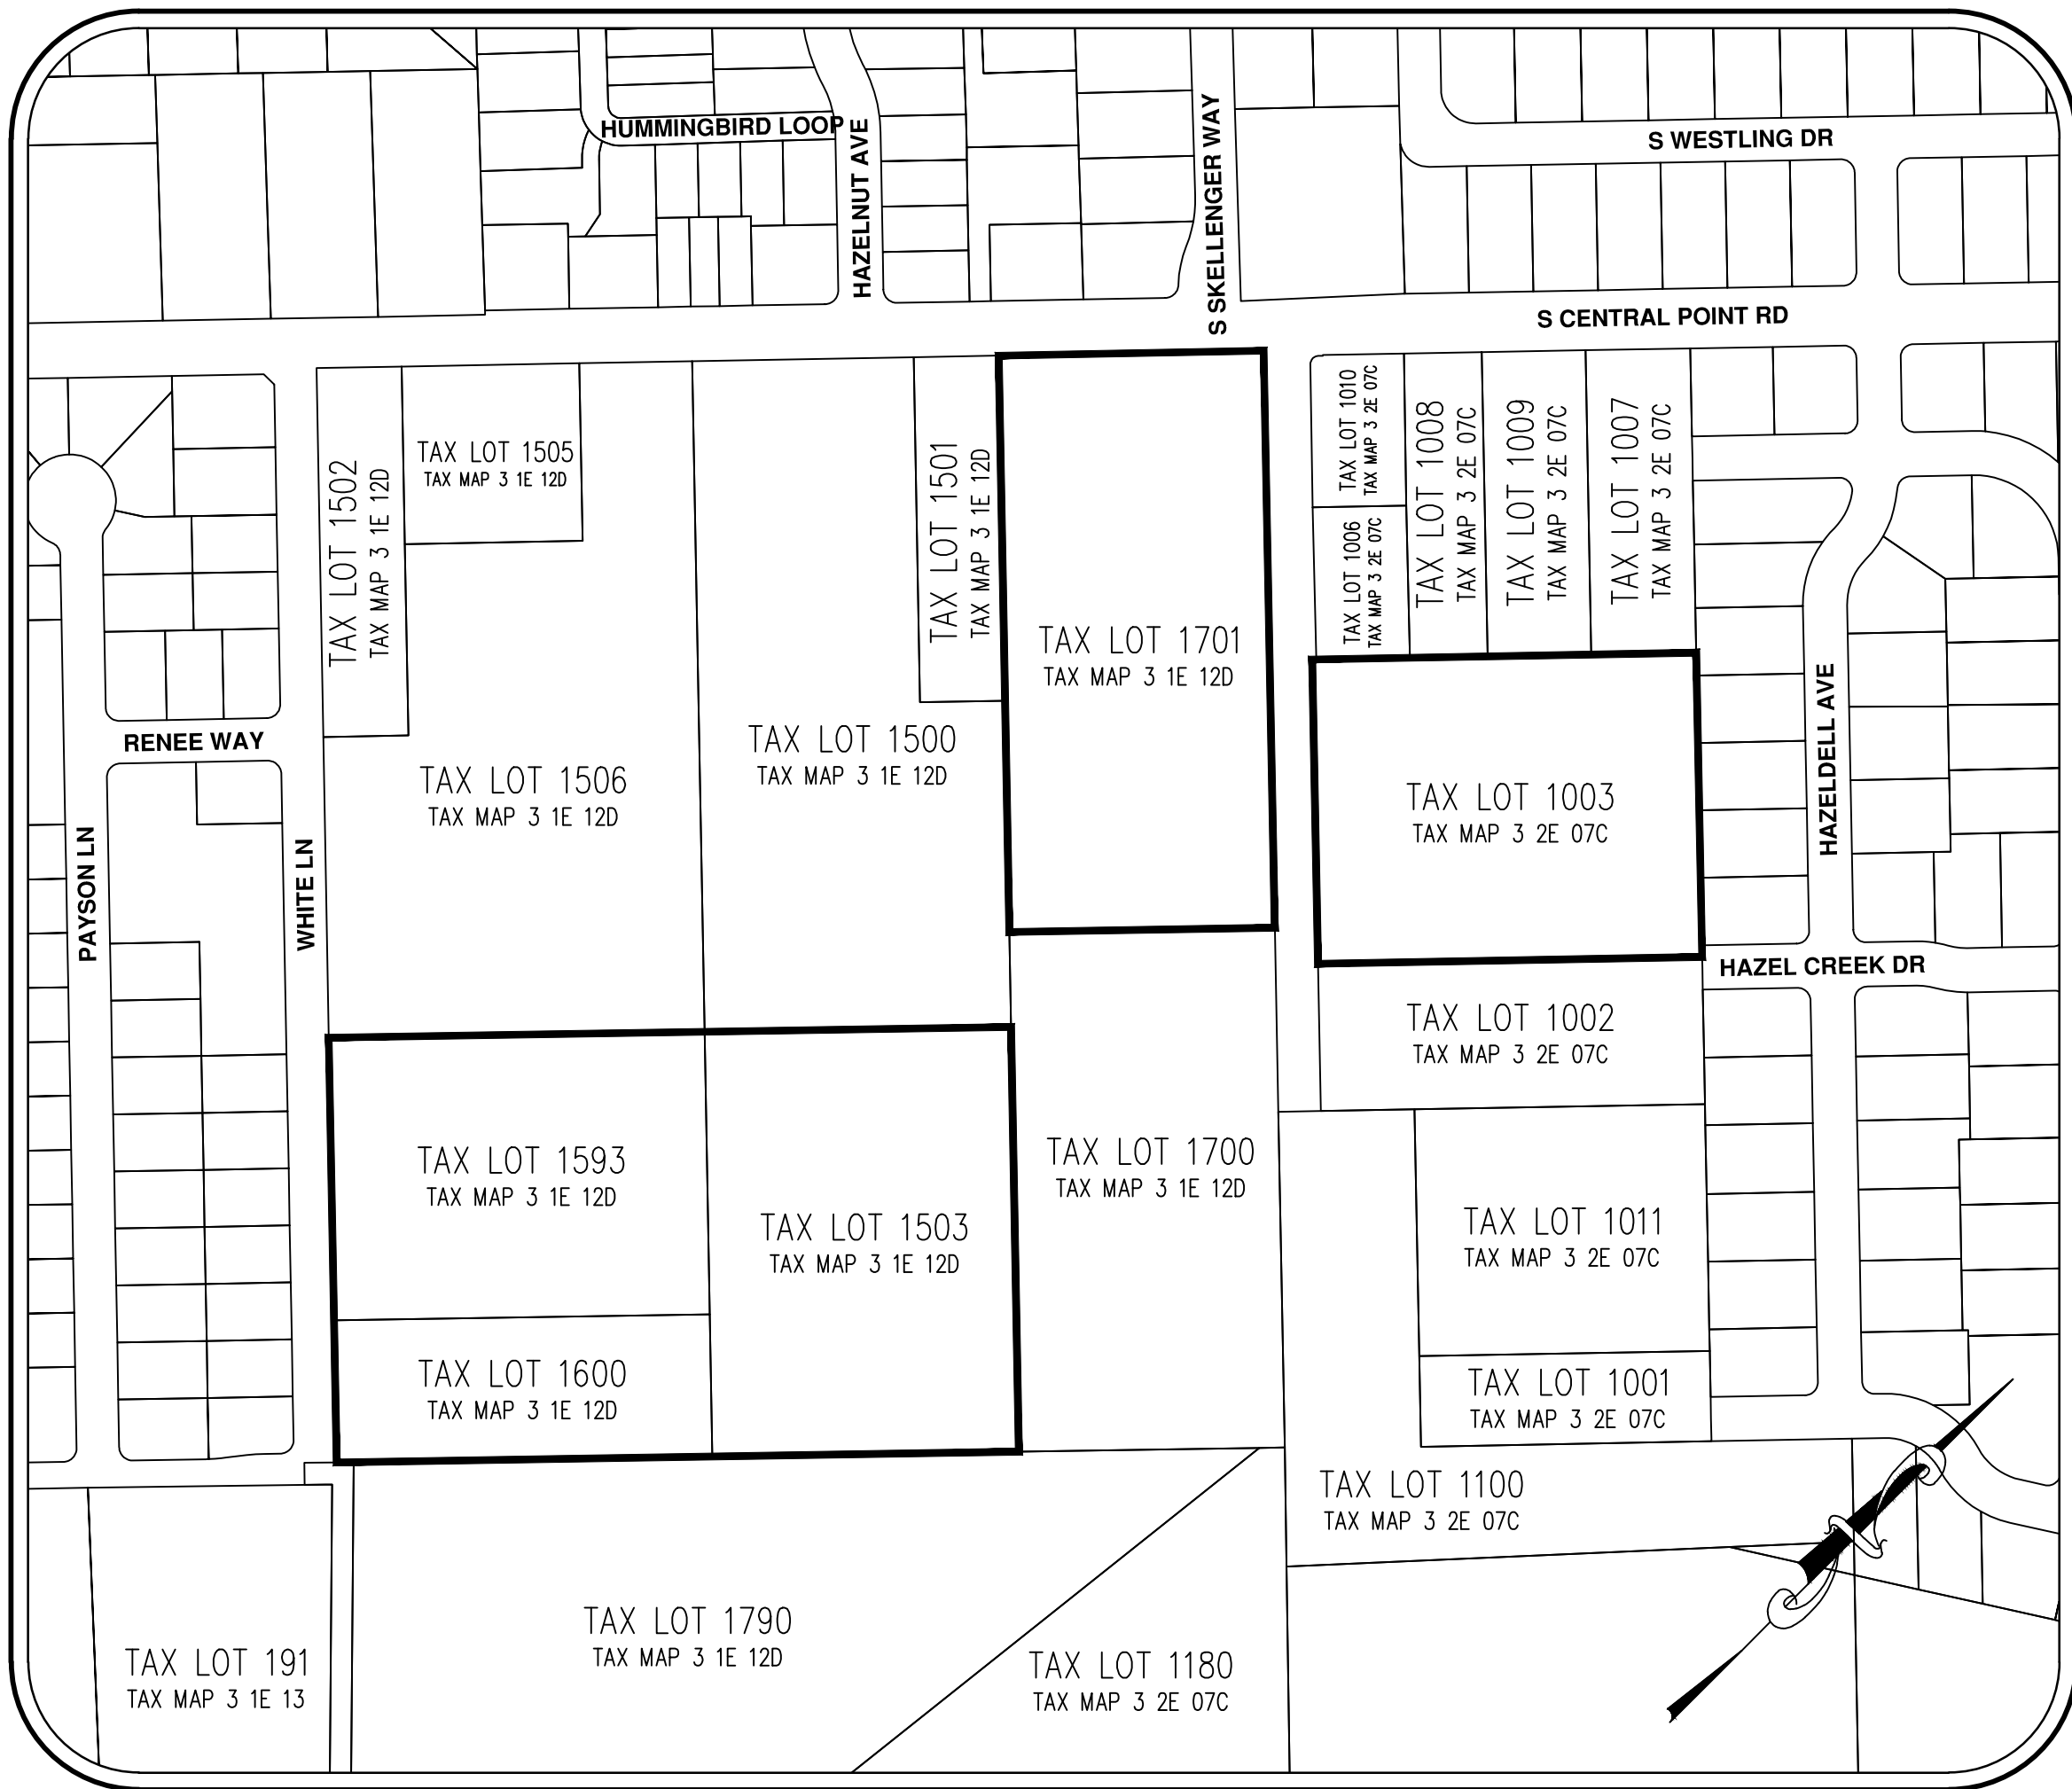 HUMMINGBIRD LOOP
HAZELNUT AVE
S SKELLENGER WAY
S WESTLING DR
S CENTRAL POINT RD
TAX LOT 1502
TAX MAP 3 1E 12D
TAX LOT 1505
TAX MAP 3 1E 12D
TAX LOT 1501
TAX MAP 3 1E 12D
TAX LOT 1701
TAX MAP 3 1E 12D
TAX LOT 1010
TAX MAP 3 2E 07C
TAX LOT 1006
TAX MAP 3 2E 07C
TAX LOT 1008
TAX MAP 3 2E 07C
TAX LOT 1009
TAX MAP 3 2E 07C
TAX LOT 1007
TAX MAP 3 2E 07C
RENEE WAY
TAX LOT 1506
TAX MAP 3 1E 12D
TAX LOT 1500
TAX MAP 3 1E 12D
TAX LOT 1003
TAX MAP 3 2E 07C
HAZELDELL AVE
PAYSON LN
WHITE LN
HAZEL CREEK DR
TAX LOT 1002
TAX MAP 3 2E 07C
TAX LOT 1593
TAX MAP 3 1E 12D
TAX LOT 1503
TAX MAP 3 1E 12D
TAX LOT 1700
TAX MAP 3 1E 12D
TAX LOT 1011
TAX MAP 3 2E 07C
TAX LOT 1600
TAX MAP 3 1E 12D
TAX LOT 1001
TAX MAP 3 2E 07C
TAX LOT 1100
TAX MAP 3 2E 07C
TAX LOT 191
TAX MAP 3 1E 13
TAX LOT 1790
TAX MAP 3 1E 12D
TAX LOT 1180
TAX MAP 3 2E 07C